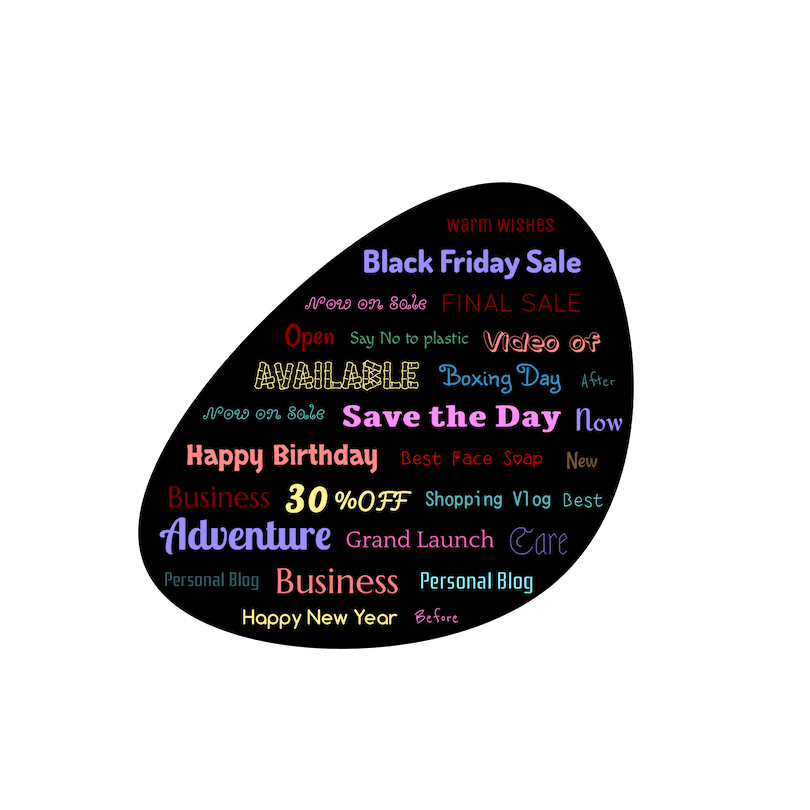 warm wishes
Black Friday Sale
Now on Sale FINAL SALE
Open Say No to plastic Video of
AVAILABLE Boxing Day After
Now on Sale Save the Day Now
Happy Birthday Best Face Soap New
Business 30 %OFF Shopping Vlog Best
Adventure Grand Launch Care
Personal Blog Business Personal Blog
Happy New Year Before